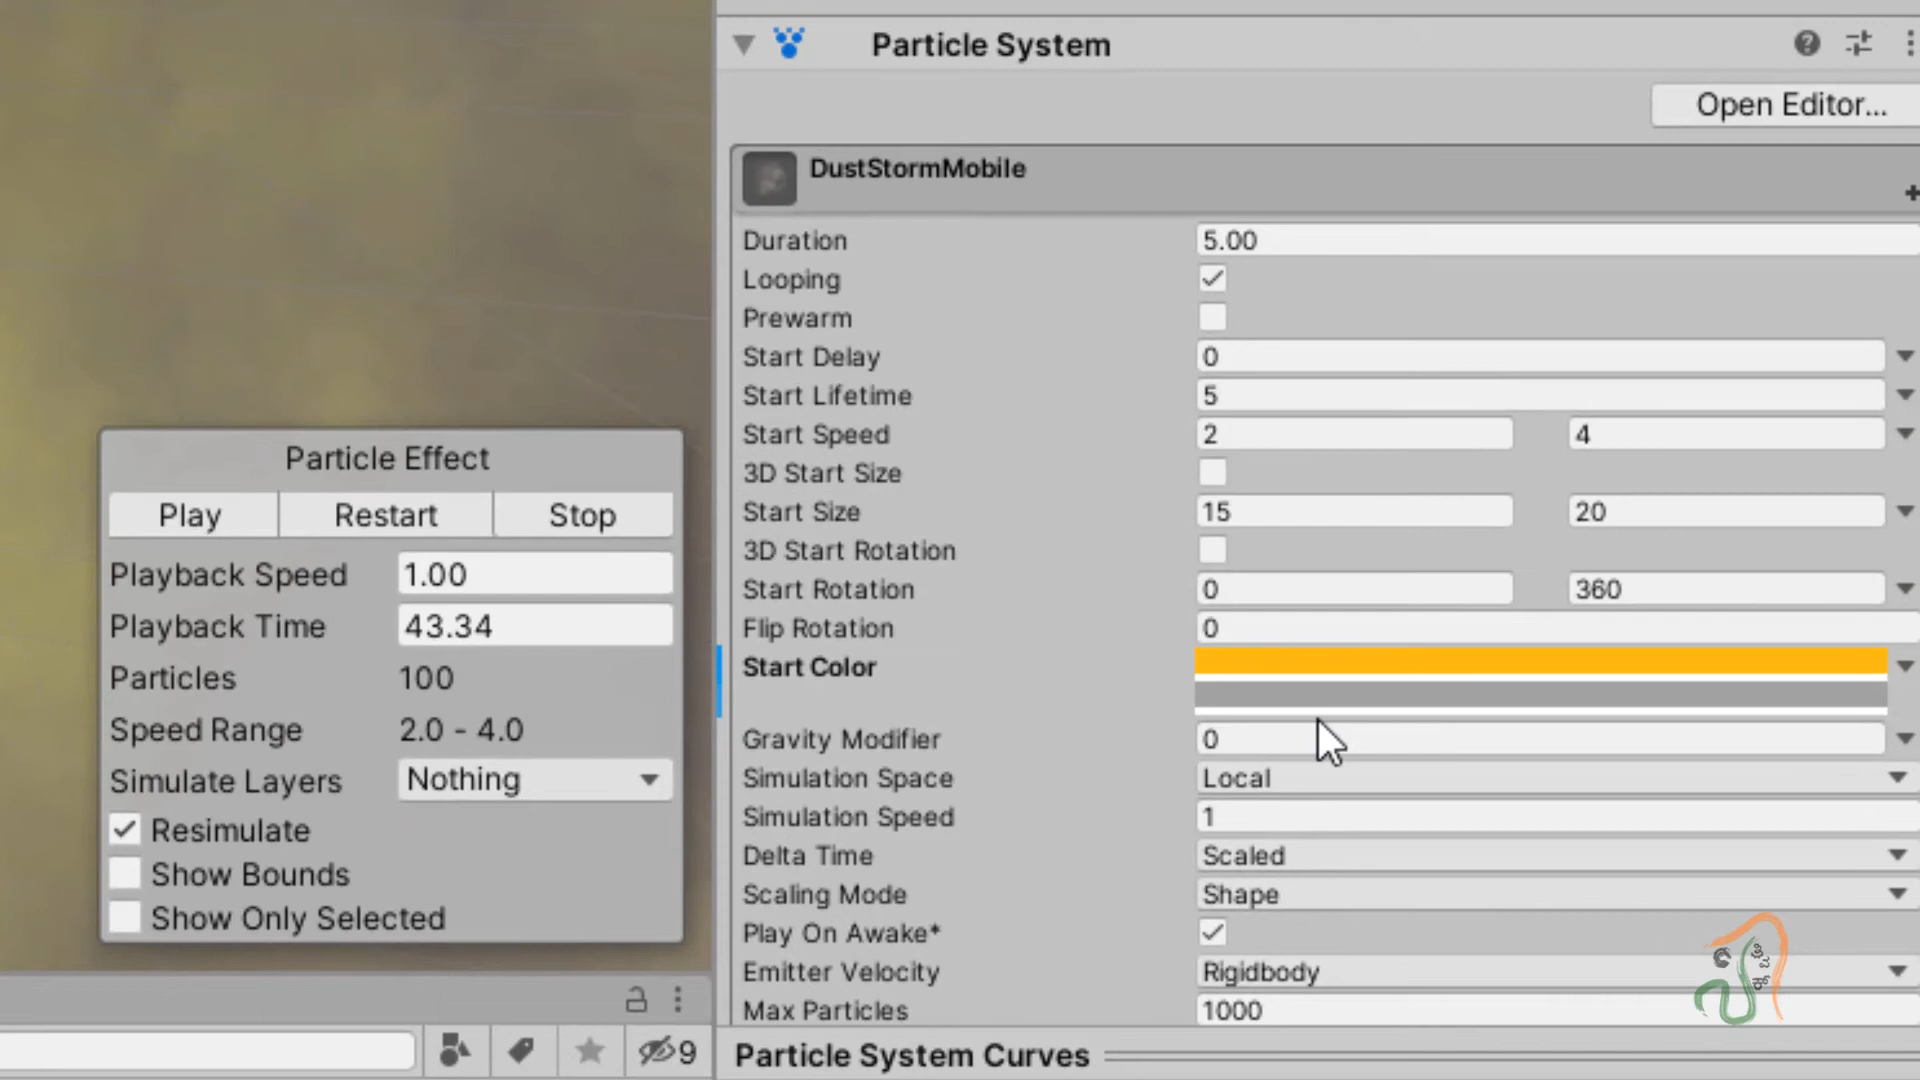 Particle System
Open Editor...
DustStormMobile
Duration 5.00
Looping
Prewarm
Start Delay 0
Start Lifetime 5
Start Speed 2 4
3D Start Size
Start Size 15 20
3D Start Rotation
Start Rotation 0 360
Flip Rotation 0
Start Color
Gravity Modifier 0
Simulation Space Local
Simulation Speed 1
Delta Time Scaled
Scaling Mode Shape
Play On Awake*
Emitter Velocity Rigidbody
Max Particles 1000
Particle System Curves
Particle Effect
Play Restart Stop
Playback Speed 1.00
Playback Time 43.34
Particles 100
Speed Range 2.0 - 4.0
Simulate Layers Nothing
Resimulate
Show Bounds
Show Only Selected
9